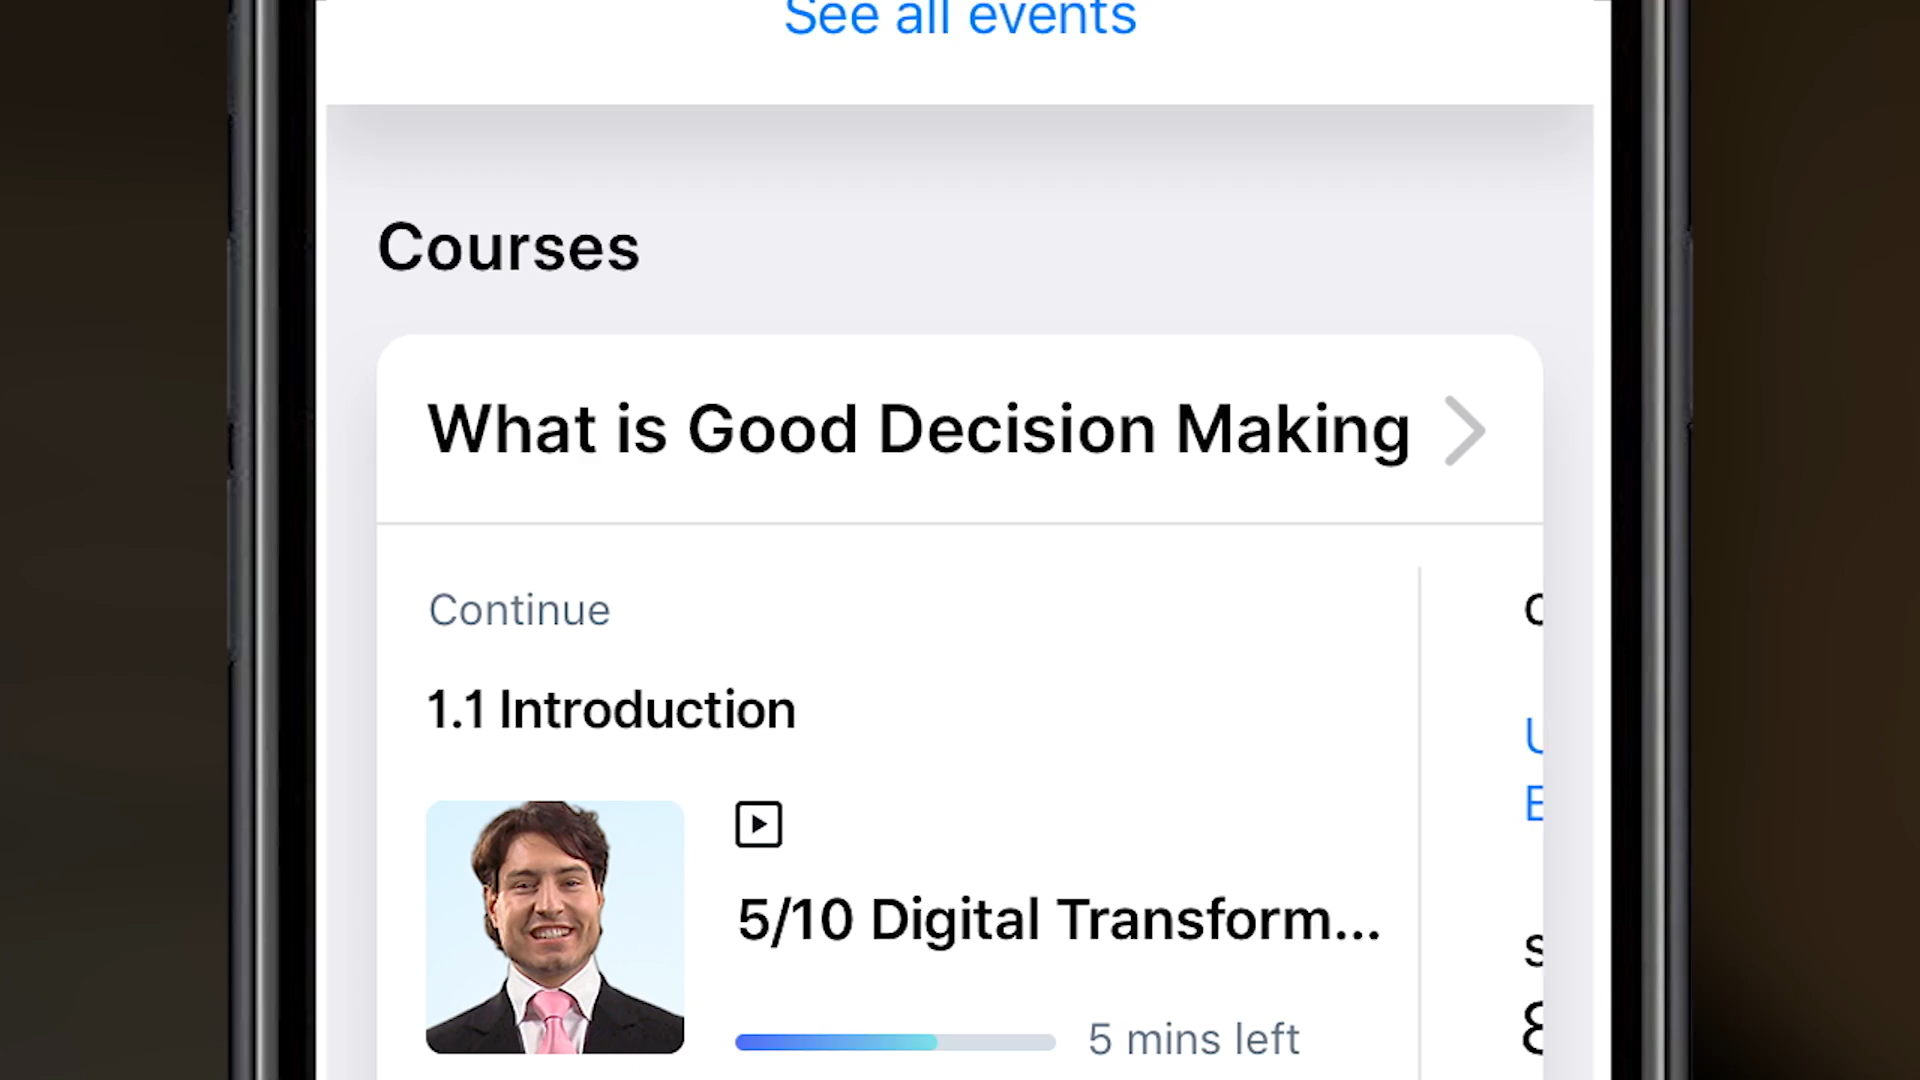 See all events
Courses
What is Good Decision Making
Continue
1.1 Introduction
5/10 Digital Transform...
5 mins left